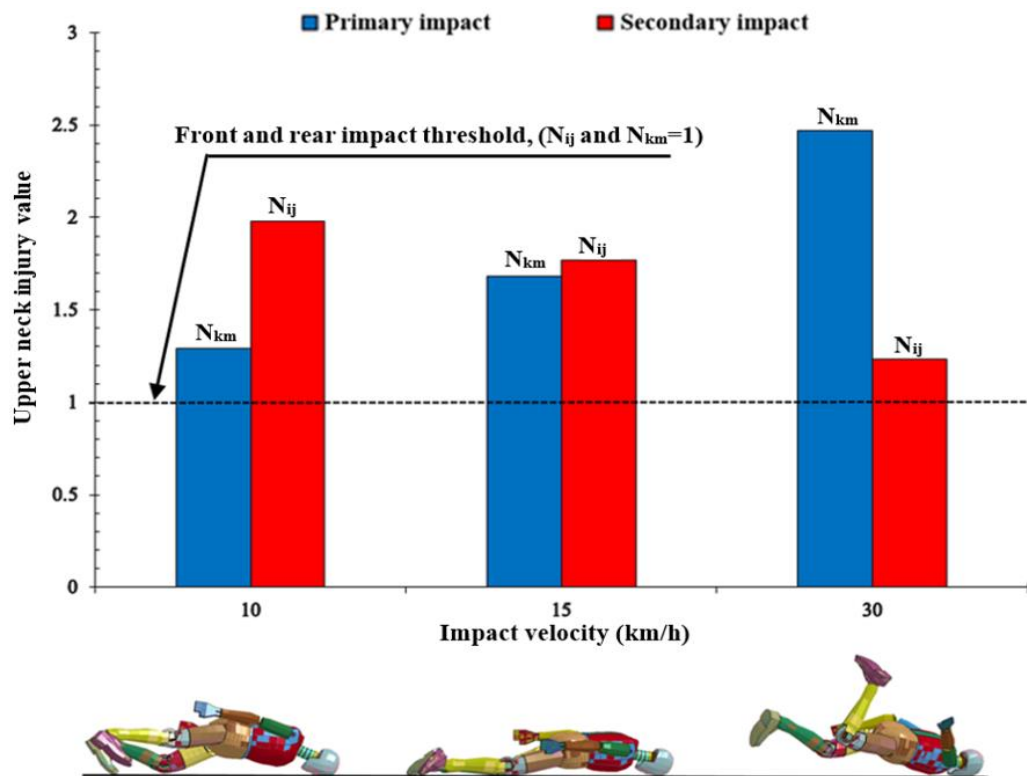 Primary impact
Secondary impact
3
2.5
2
1.5
1
0.5
0
Upper neck injury value
Front and rear impact threshold, (Nij and Nkm=1)
Nkm
Nij
Nkm
Nij
Nkm
Nij
10
15
30
Impact velocity (km/h)